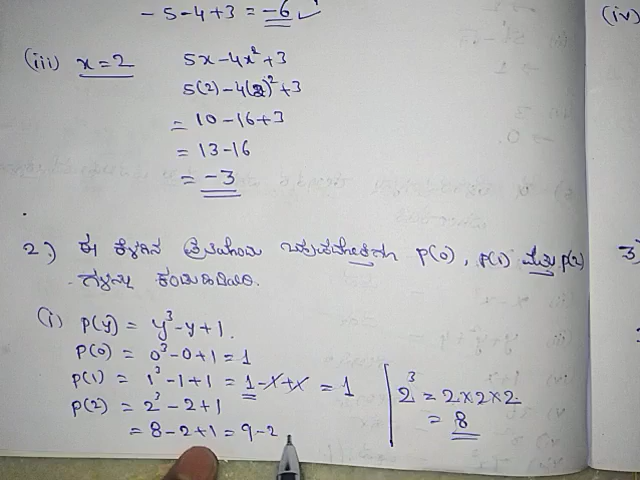 -5-4+3 = -6 ✓
(iv)
(iii) x=2 5x-4x²+3
5(2)-4(2)²+3
= 10-16+3
= 13-16
= -3
2.) ಈ ಕೆಳಗಿನ ಪ್ರತಿಯೊಂದು ಬಹುಪದೋಕ್ತಿಗೂ p(0), p(1) ಮತ್ತು p(2)
ಗಳನ್ನು ಕಂಡುಹಿಡಿಯಿರಿ.
3)
(i) p(y) = y³-y+1.
p(0) = 0³-0+1 = 1
p(1) = 1³-1+1 = 1-1+1 = 1
p(2) = 2³-2+1
= 8-2+1 = 9-2
2³ = 2×2×2
= 8